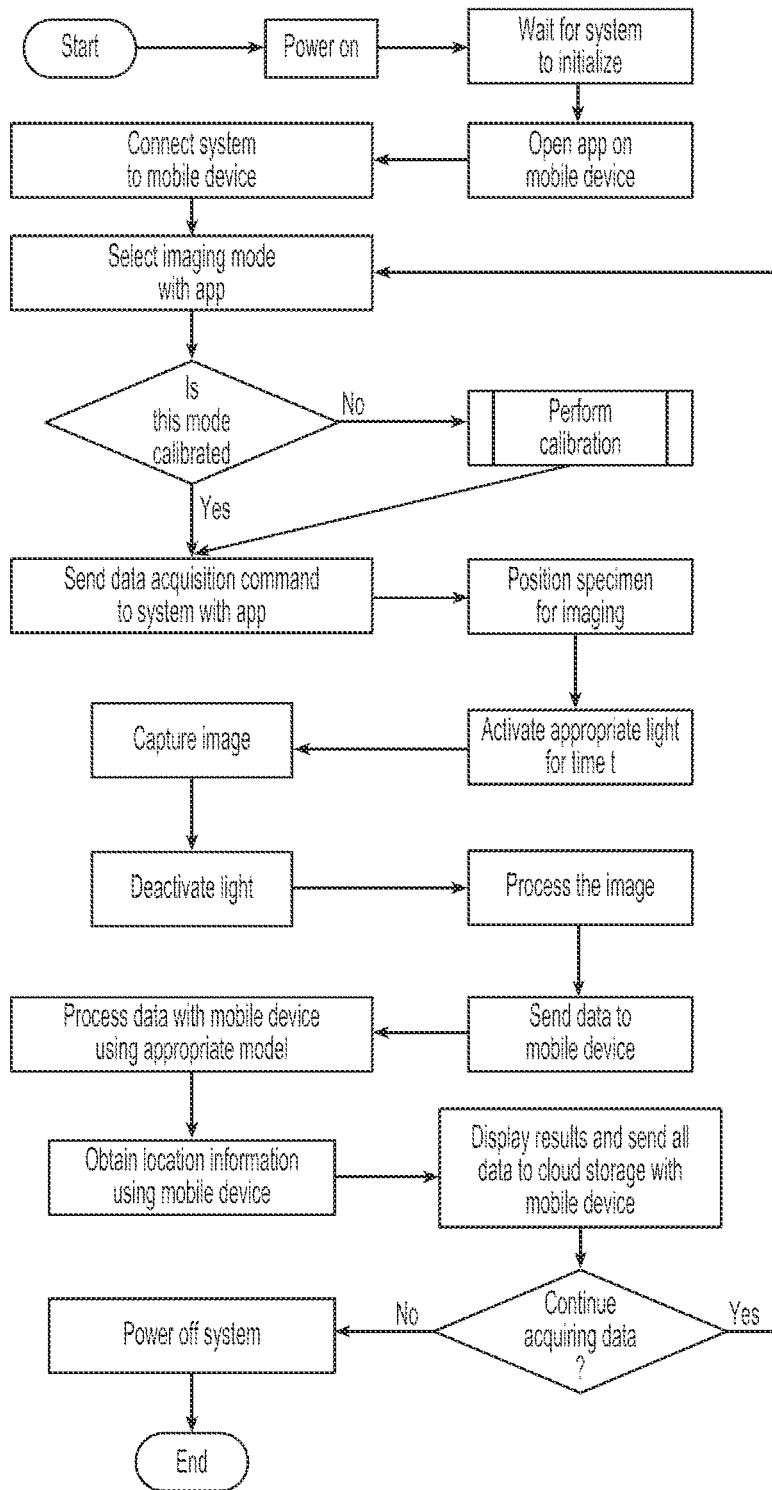 Start
Power on
Wait for system
to initialize
Open app on
mobile device
Connect system
to mobile device
Select imaging mode
with app
Is
this mode
calibrated
No
Perform
calibration
Yes
Send data acquisition command
to system with app
Position specimen
for imaging
Activate appropriate light
for time t
Capture image
Deactivate light
Process the image
Send data to
mobile device
Process data with mobile device
using appropriate model
Obtain location information
using mobile device
Display results and send all
data to cloud storage with
mobile device
Continue
acquiring data
?
No
Yes
Power off system
End